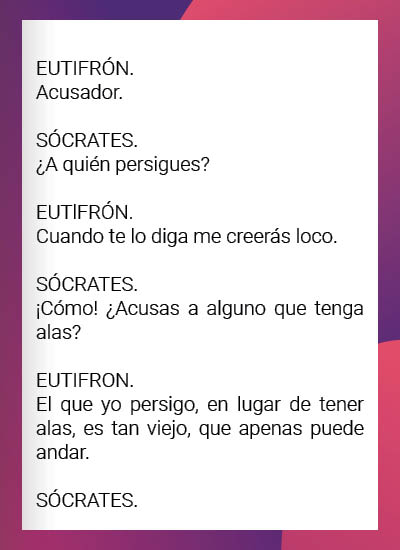 EUTIFRÓN.
Acusador.
SÓCRATES.
¿A quién persigues?
EUTIFRÓN.
Cuando te lo diga me creerás loco.
SÓCRATES.
¡Cómo! ¿Acusas a alguno que tenga
alas?
EUTIFRON.
El que yo persigo, en lugar de tener
alas, es tan viejo, que apenas puede
andar.
SÓCRATES.